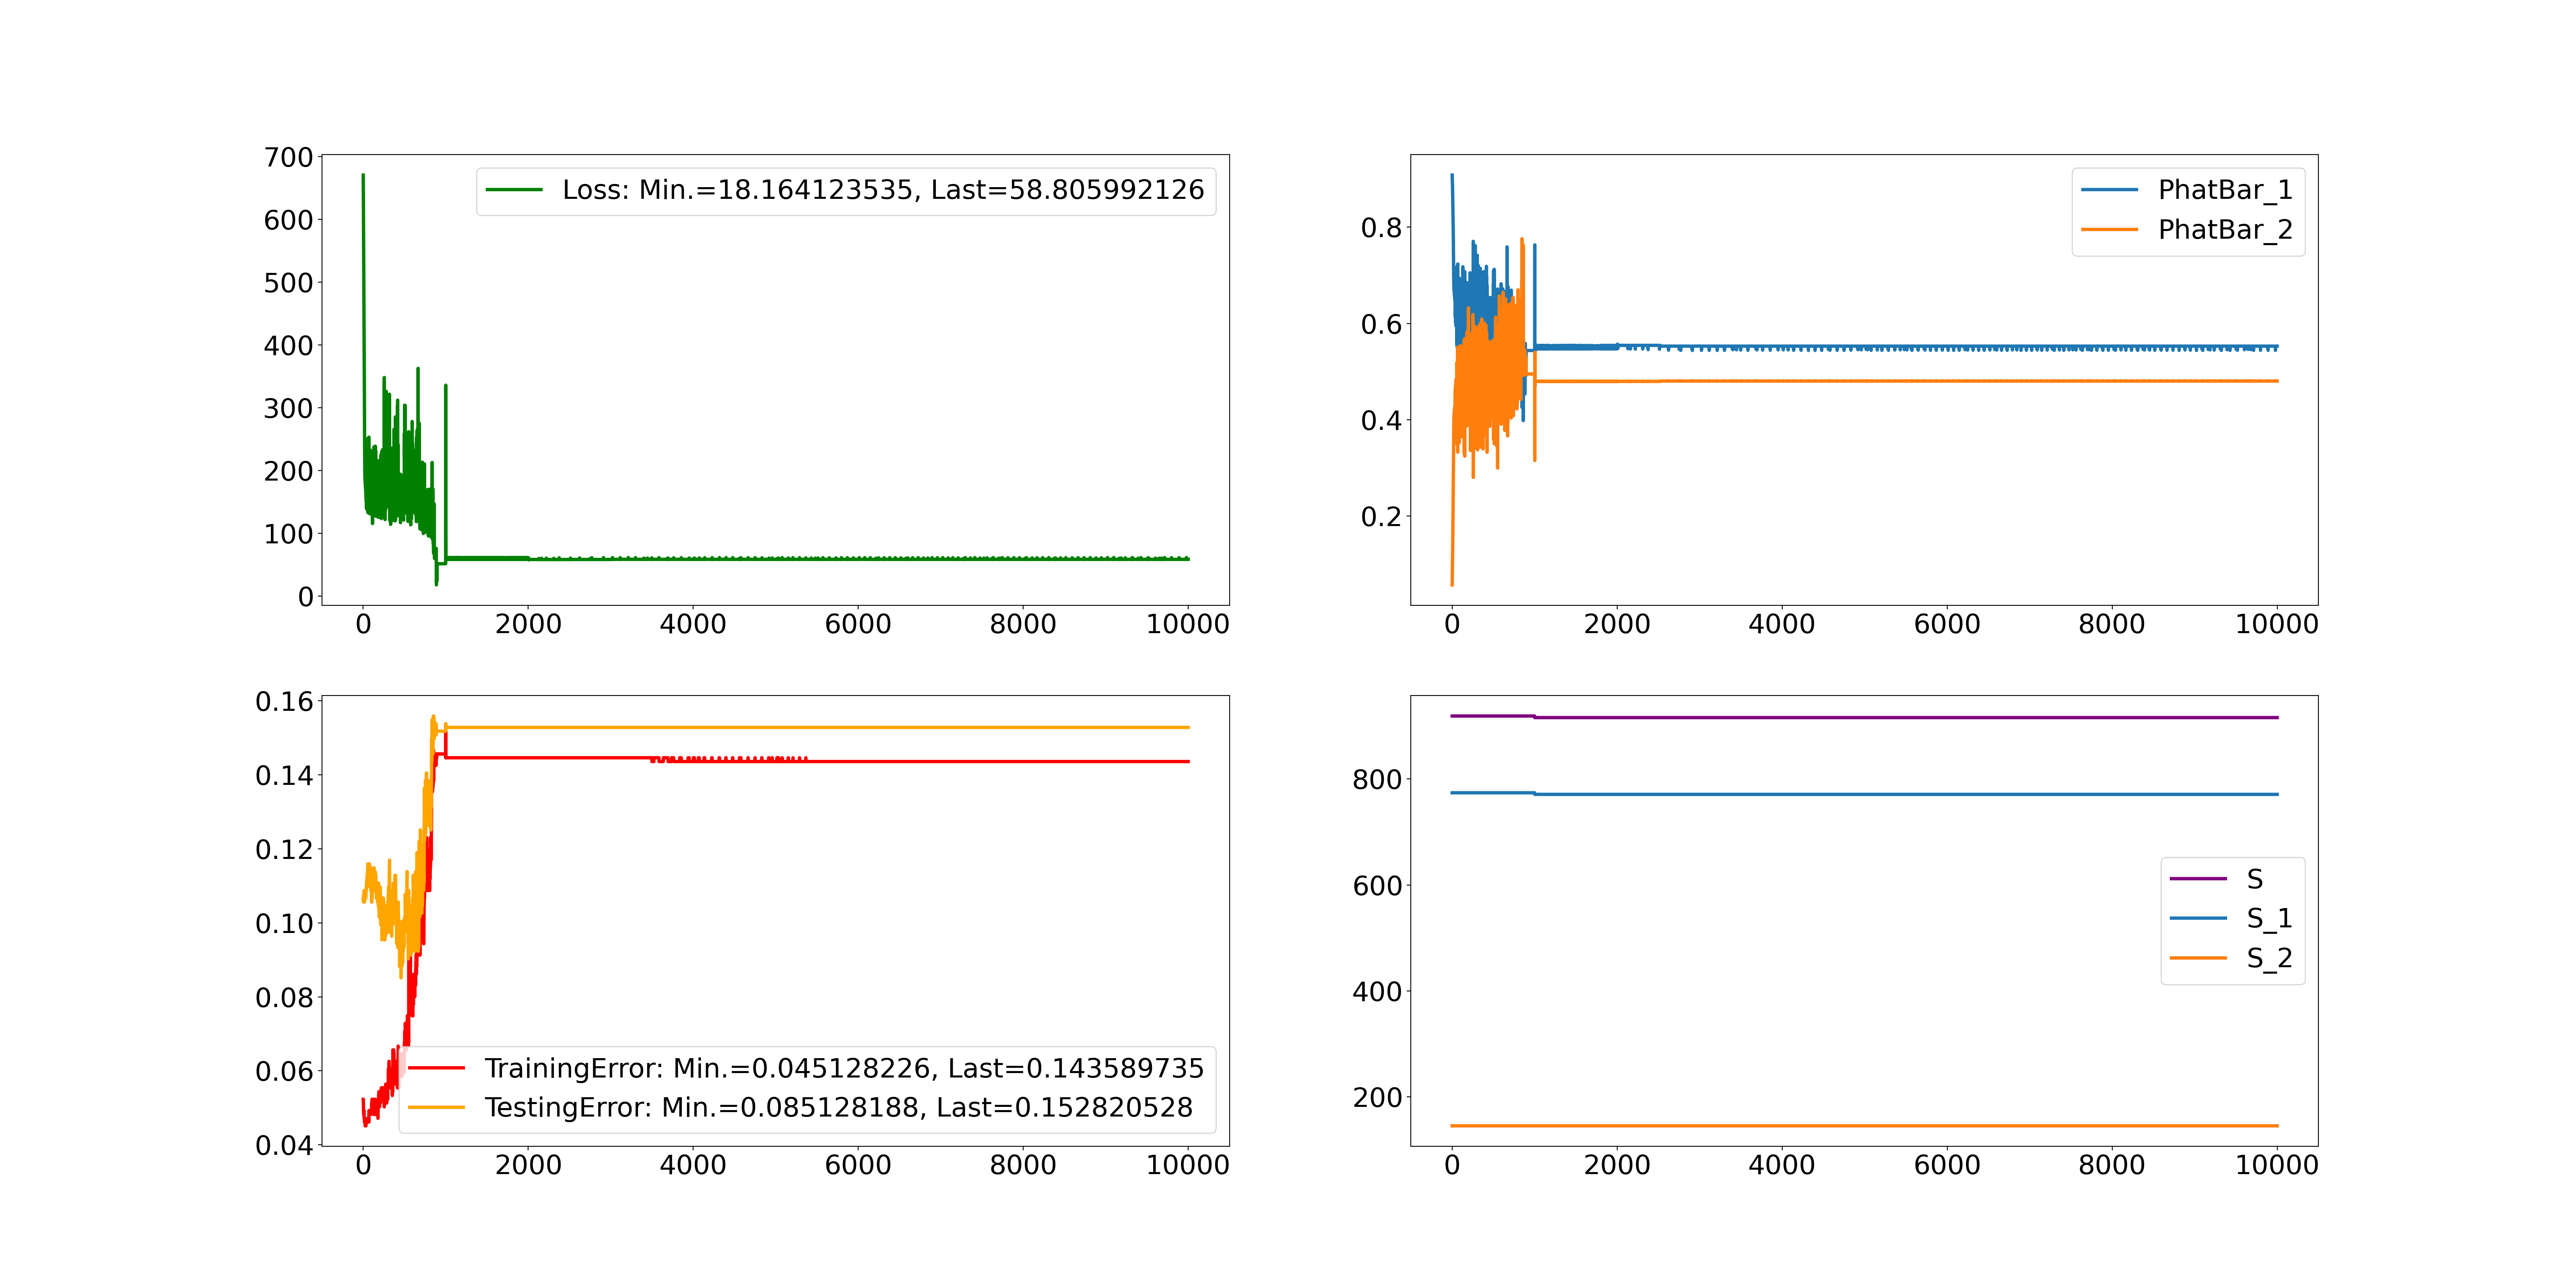 700
600
500
400
300
200
100
0
0 2000 4000 6000 8000 10000
Loss: Min.=18.164123535, Last=58.805992126
0.8
0.6
0.4
0.2
0 2000 4000 6000 8000 10000
PhatBar_1
PhatBar_2
0.16
0.14
0.12
0.10
0.08
0.06
0.04
0 2000 4000 6000 8000 10000
TrainingError: Min.=0.045128226, Last=0.143589735
TestingError: Min.=0.085128188, Last=0.152820528
800
600
400
200
0 2000 4000 6000 8000 10000
S
S_1
S_2